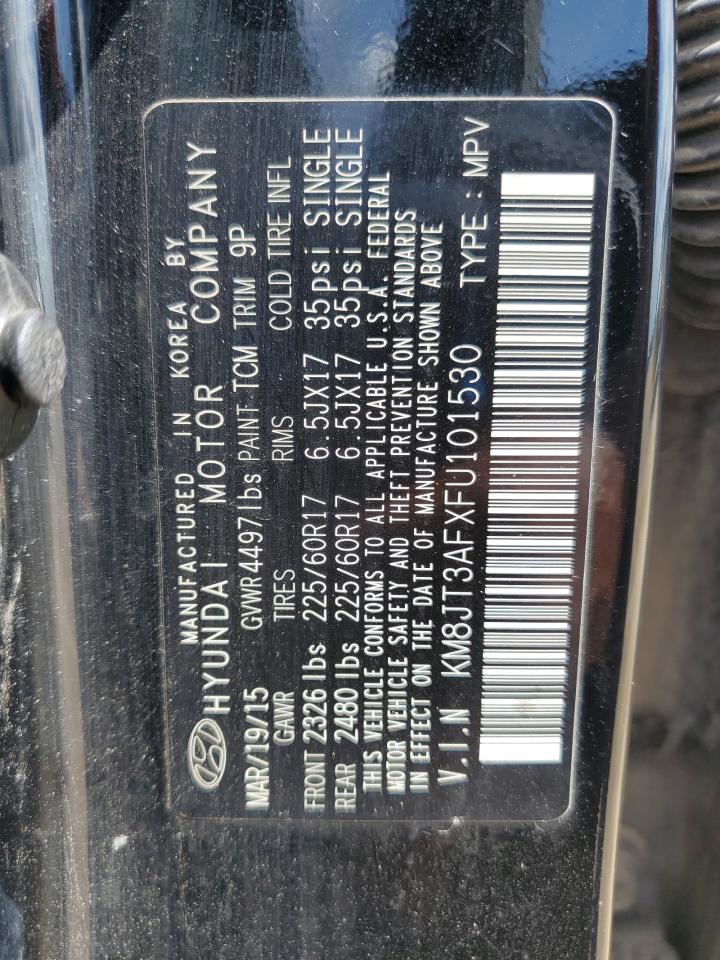 MANUFACTURED IN KOREA BY
HYUNDAI MOTOR COMPANY
MAR/19/15 GVWR 4497 lbs PAINT TCM TRIM 9P
GAWR TIRES RIMS COLD TIRE INFL
FRONT 2326 lbs 225/60R17 6.5JX17 35psi SINGLE
REAR 2480 lbs 225/60R17 6.5JX17 35psi SINGLE
THIS VEHICLE CONFORMS TO ALL APPLICABLE U.S.A. FEDERAL
MOTOR VEHICLE SAFETY AND THEFT PREVENTION STANDARDS
IN EFFECT ON THE DATE OF MANUFACTURE SHOWN ABOVE
V.I.N KM8JT3AFXFU101530 TYPE : MPV